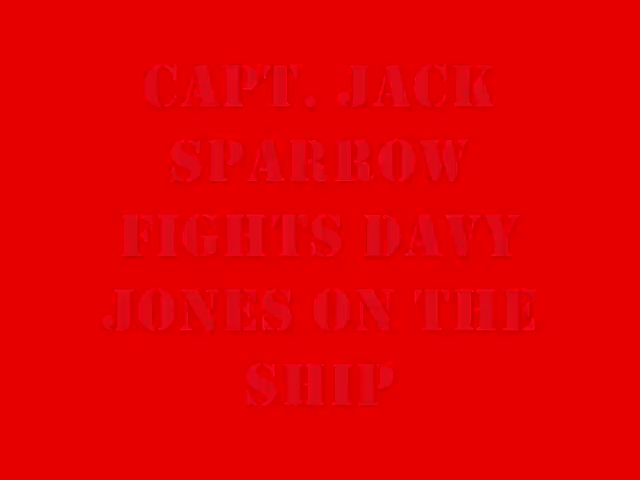 CAPT. JACK
SPARROW
FIGHTS DAVY
JONES ON THE
SHIP